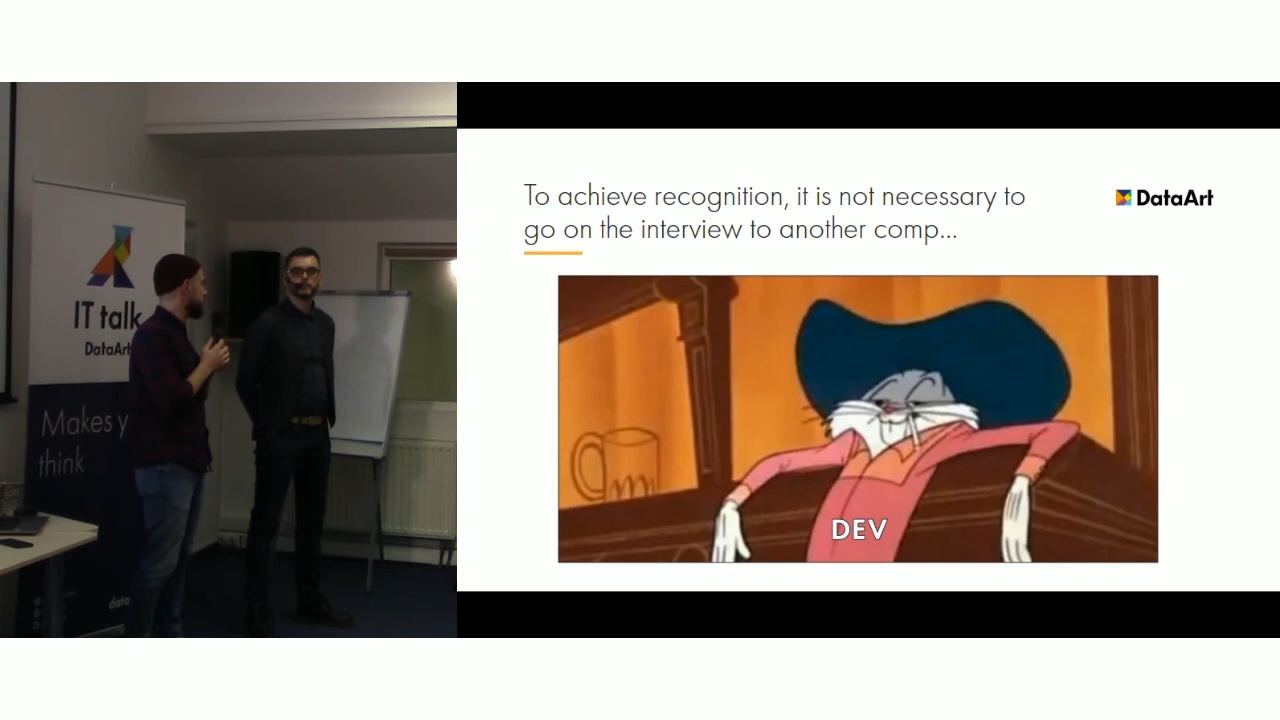 IT talk
DataArt
Makes y
think
data
To achieve recognition, it is not necessary to
go on the interview to another comp...
DataArt
DEV